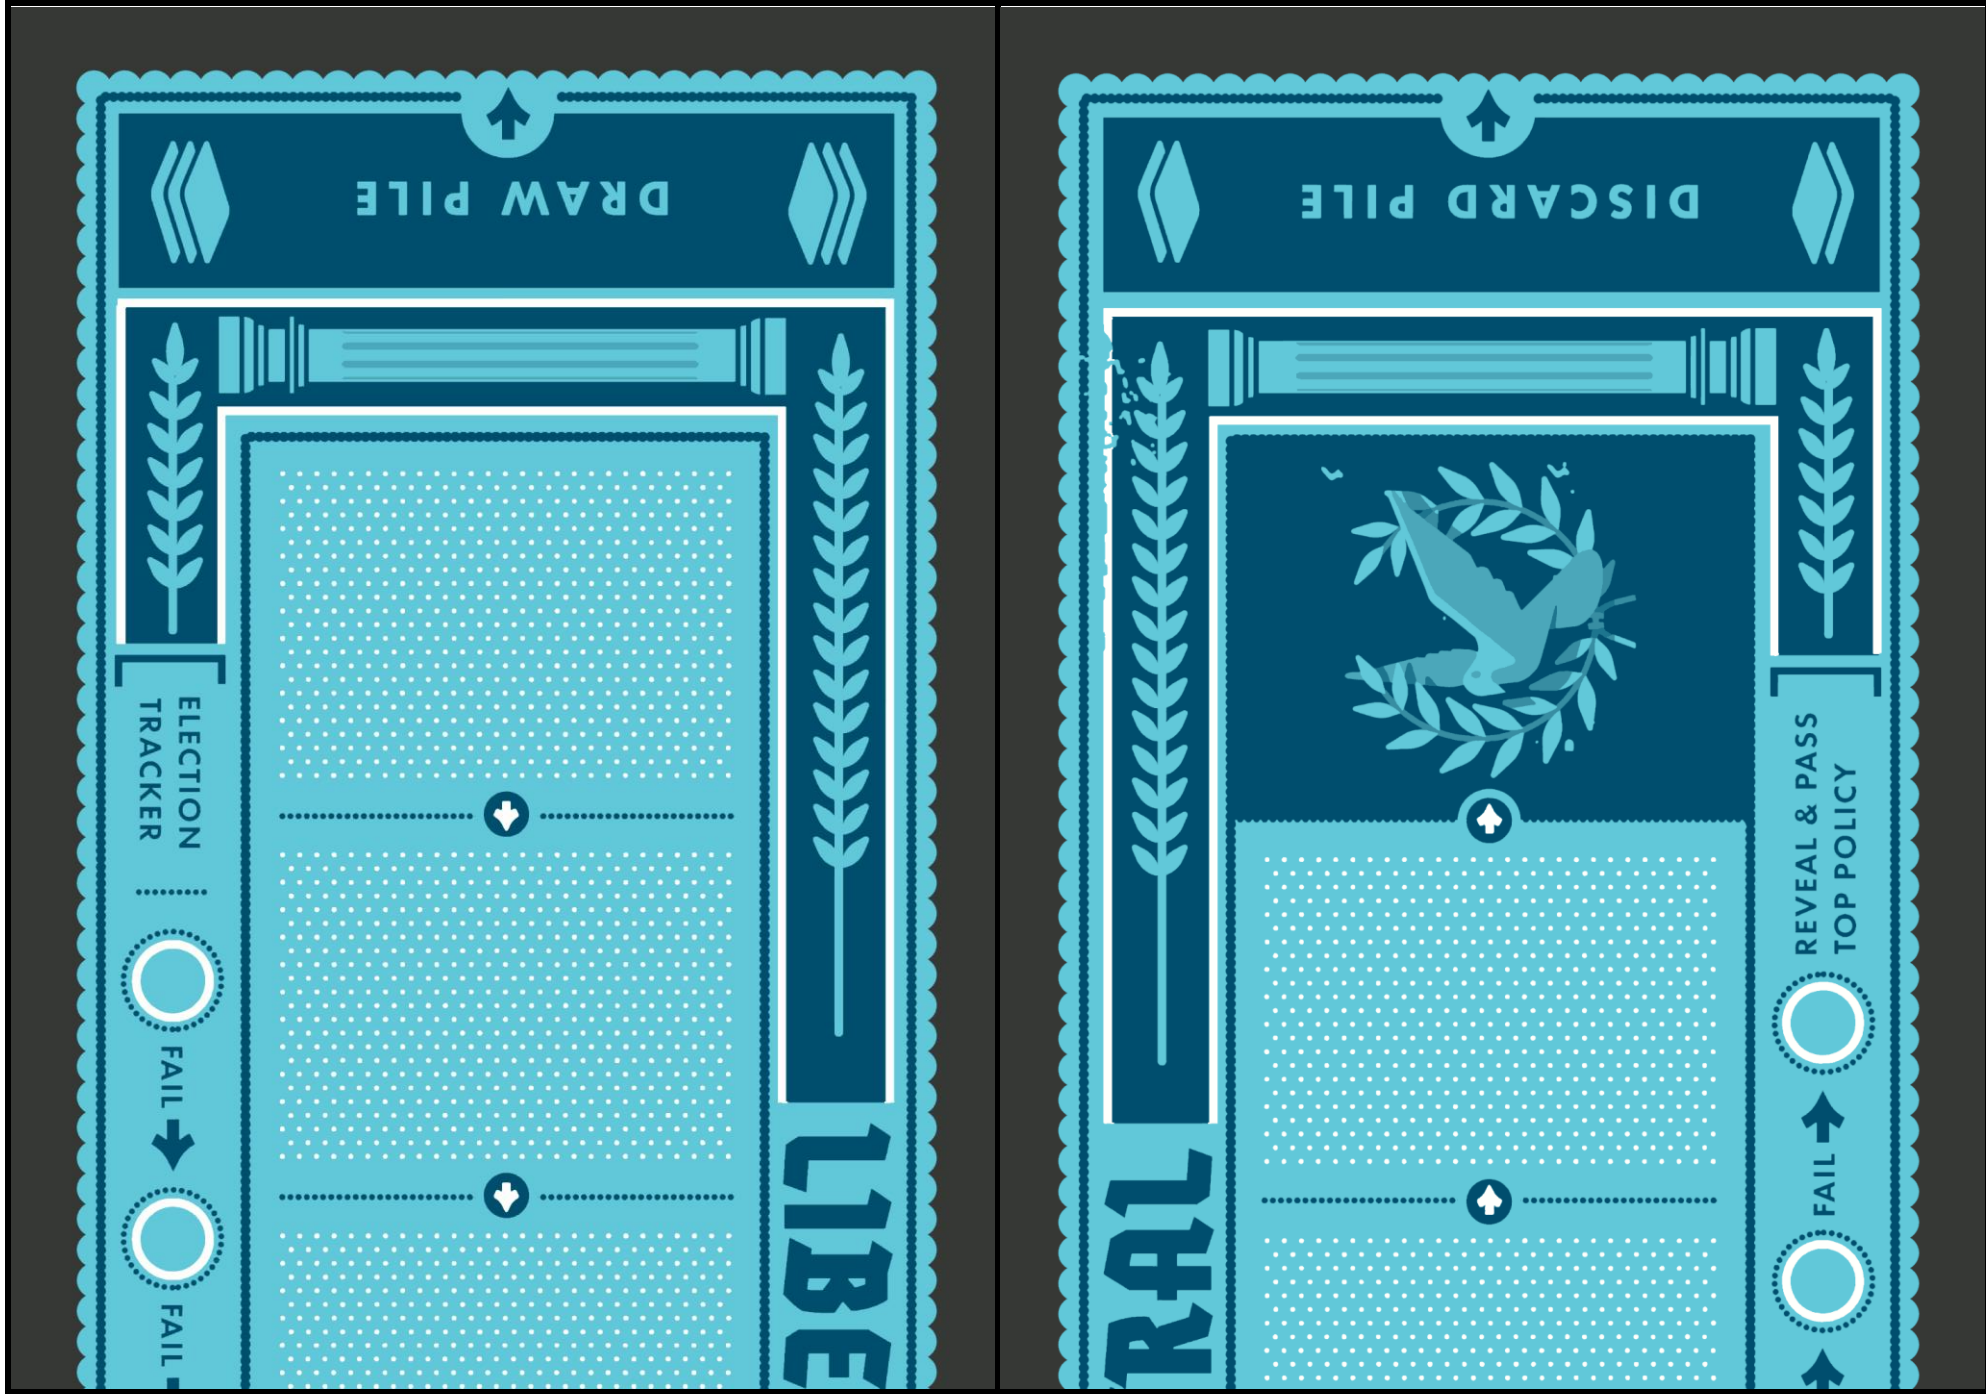 DRAW PILE
ELECTION
TRACKER
FAIL
FAIL
LIBE
DISCARD PILE
REVEAL & PASS
TOP POLICY
FAIL
RAL